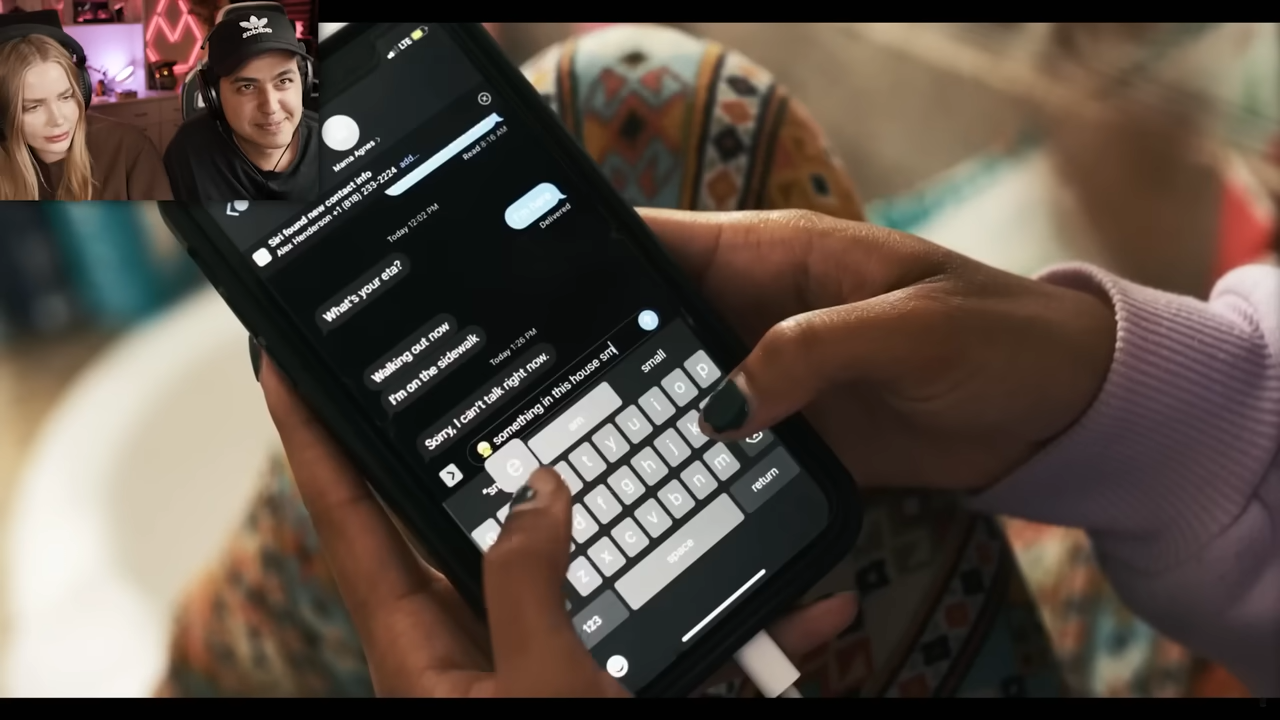 adidas
LTE
Mama Agnes >
Siri found new contact info
Alex Henderson +1 (818) 233-2224 add...
Read 8:16 AM
Today 12:02 PM
Delivered
What's your eta?
Walking out now
I'm on the sidewalk
Today 1:26 PM
Sorry, I can't talk right now.
something in this house sm
small
e t y u i o p
d f g h j k
z x c v b n m
123 space return